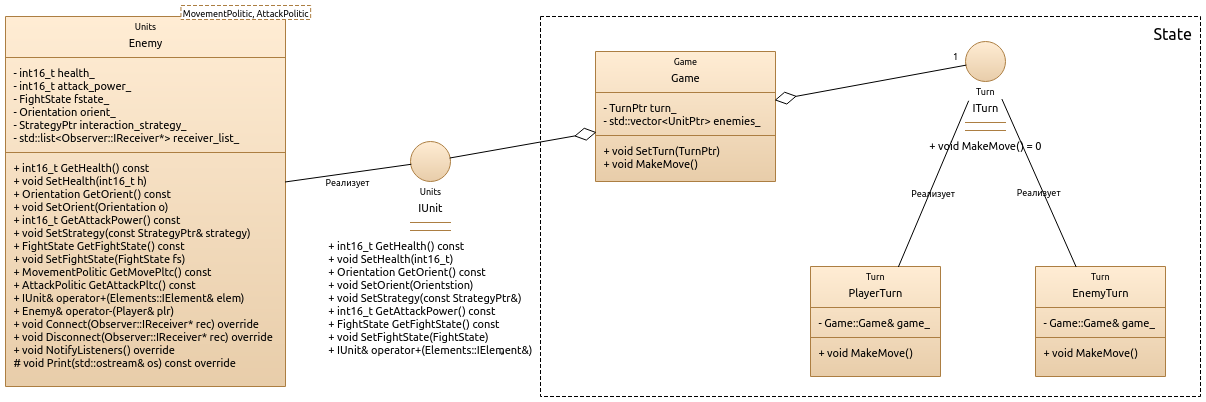 MovementPolitic, AttackPolitic
Units
Enemy
- int16_t health_
- int16_t attack_power_
- FightState fstate_
- Orientation orient_
- StrategyPtr interaction_strategy_
- std::list<Observer::IReceiver*> receiver_list_
+ int16_t GetHealth() const
+ void SetHealth(int16_t h)
+ Orientation GetOrient() const
+ void SetOrient(Orientation o)
+ int16_t GetAttackPower() const
+ void SetStrategy(const StrategyPtr& strategy)
+ FightState GetFightState() const
+ void SetFightState(FightState fs)
+ MovementPolitic GetMovePltc() const
+ AttackPolitic GetAttackPltc() const
+ IUnit& operator+(Elements::IElement& elem)
+ Enemy& operator-(Player& plr)
+ void Connect(Observer::IReceiver* rec) override
+ void Disconnect(Observer::IReceiver* rec) override
+ void NotifyListeners() override
# void Print(std::ostream& os) const override
Реализует
Units
IUnit
+ int16_t GetHealth() const
+ void SetHealth(int16_t)
+ Orientation GetOrient() const
+ void SetOrient(Orientstion)
+ void SetStrategy(const StrategyPtr&)
+ int16_t GetAttackPower() const
+ FightState GetFightState() const
+ void SetFightState(FightState)
+ IUnit& operator+(Elements::IElement&)
State
Game
Game
- TurnPtr turn_
- std::vector<UnitPtr> enemies_
+ void SetTurn(TurnPtr)
+ void MakeMove()
1
Turn
ITurn
+ void MakeMove() = 0
Реализует
Реализует
Turn
PlayerTurn
- Game::Game& game_
+ void MakeMove()
Turn
EnemyTurn
- Game::Game& game_
+ void MakeMove()